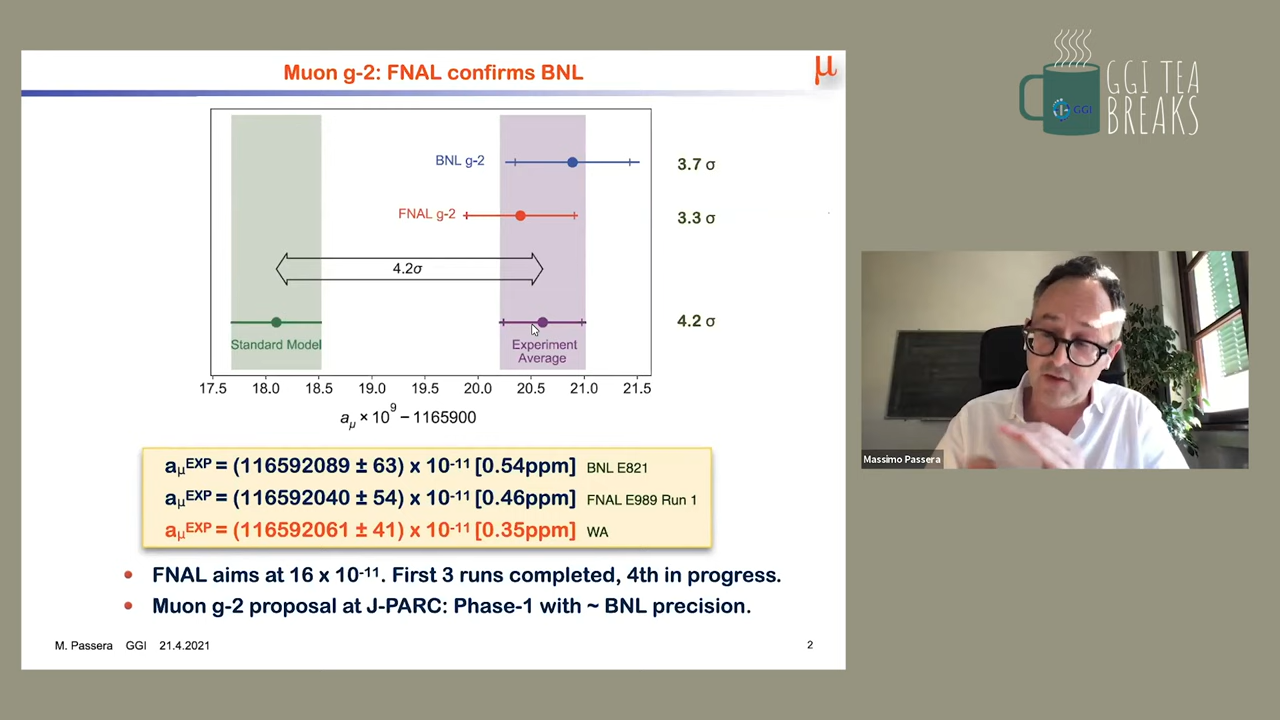 Muon g-2: FNAL confirms BNL
μ
BNL g-2
3.7 σ
FNAL g-2
3.3 σ
4.2σ
4.2 σ
Standard Model
Experiment
Average
17.5 18.0 18.5 19.0 19.5 20.0 20.5 21.0 21.5
aμ × 10⁹ – 1165900
aμEXP = (116592089 ± 63) x 10-11 [0.54ppm] BNL E821
aμEXP = (116592040 ± 54) x 10-11 [0.46ppm] FNAL E989 Run 1
aμEXP = (116592061 ± 41) x 10-11 [0.35ppm] WA
• FNAL aims at 16 x 10-11. First 3 runs completed, 4th in progress.
• Muon g-2 proposal at J-PARC: Phase-1 with ~ BNL precision.
M. Passera GGI 21.4.2021
2
GGI
GGI TEA
BREAKS
Massimo Passera